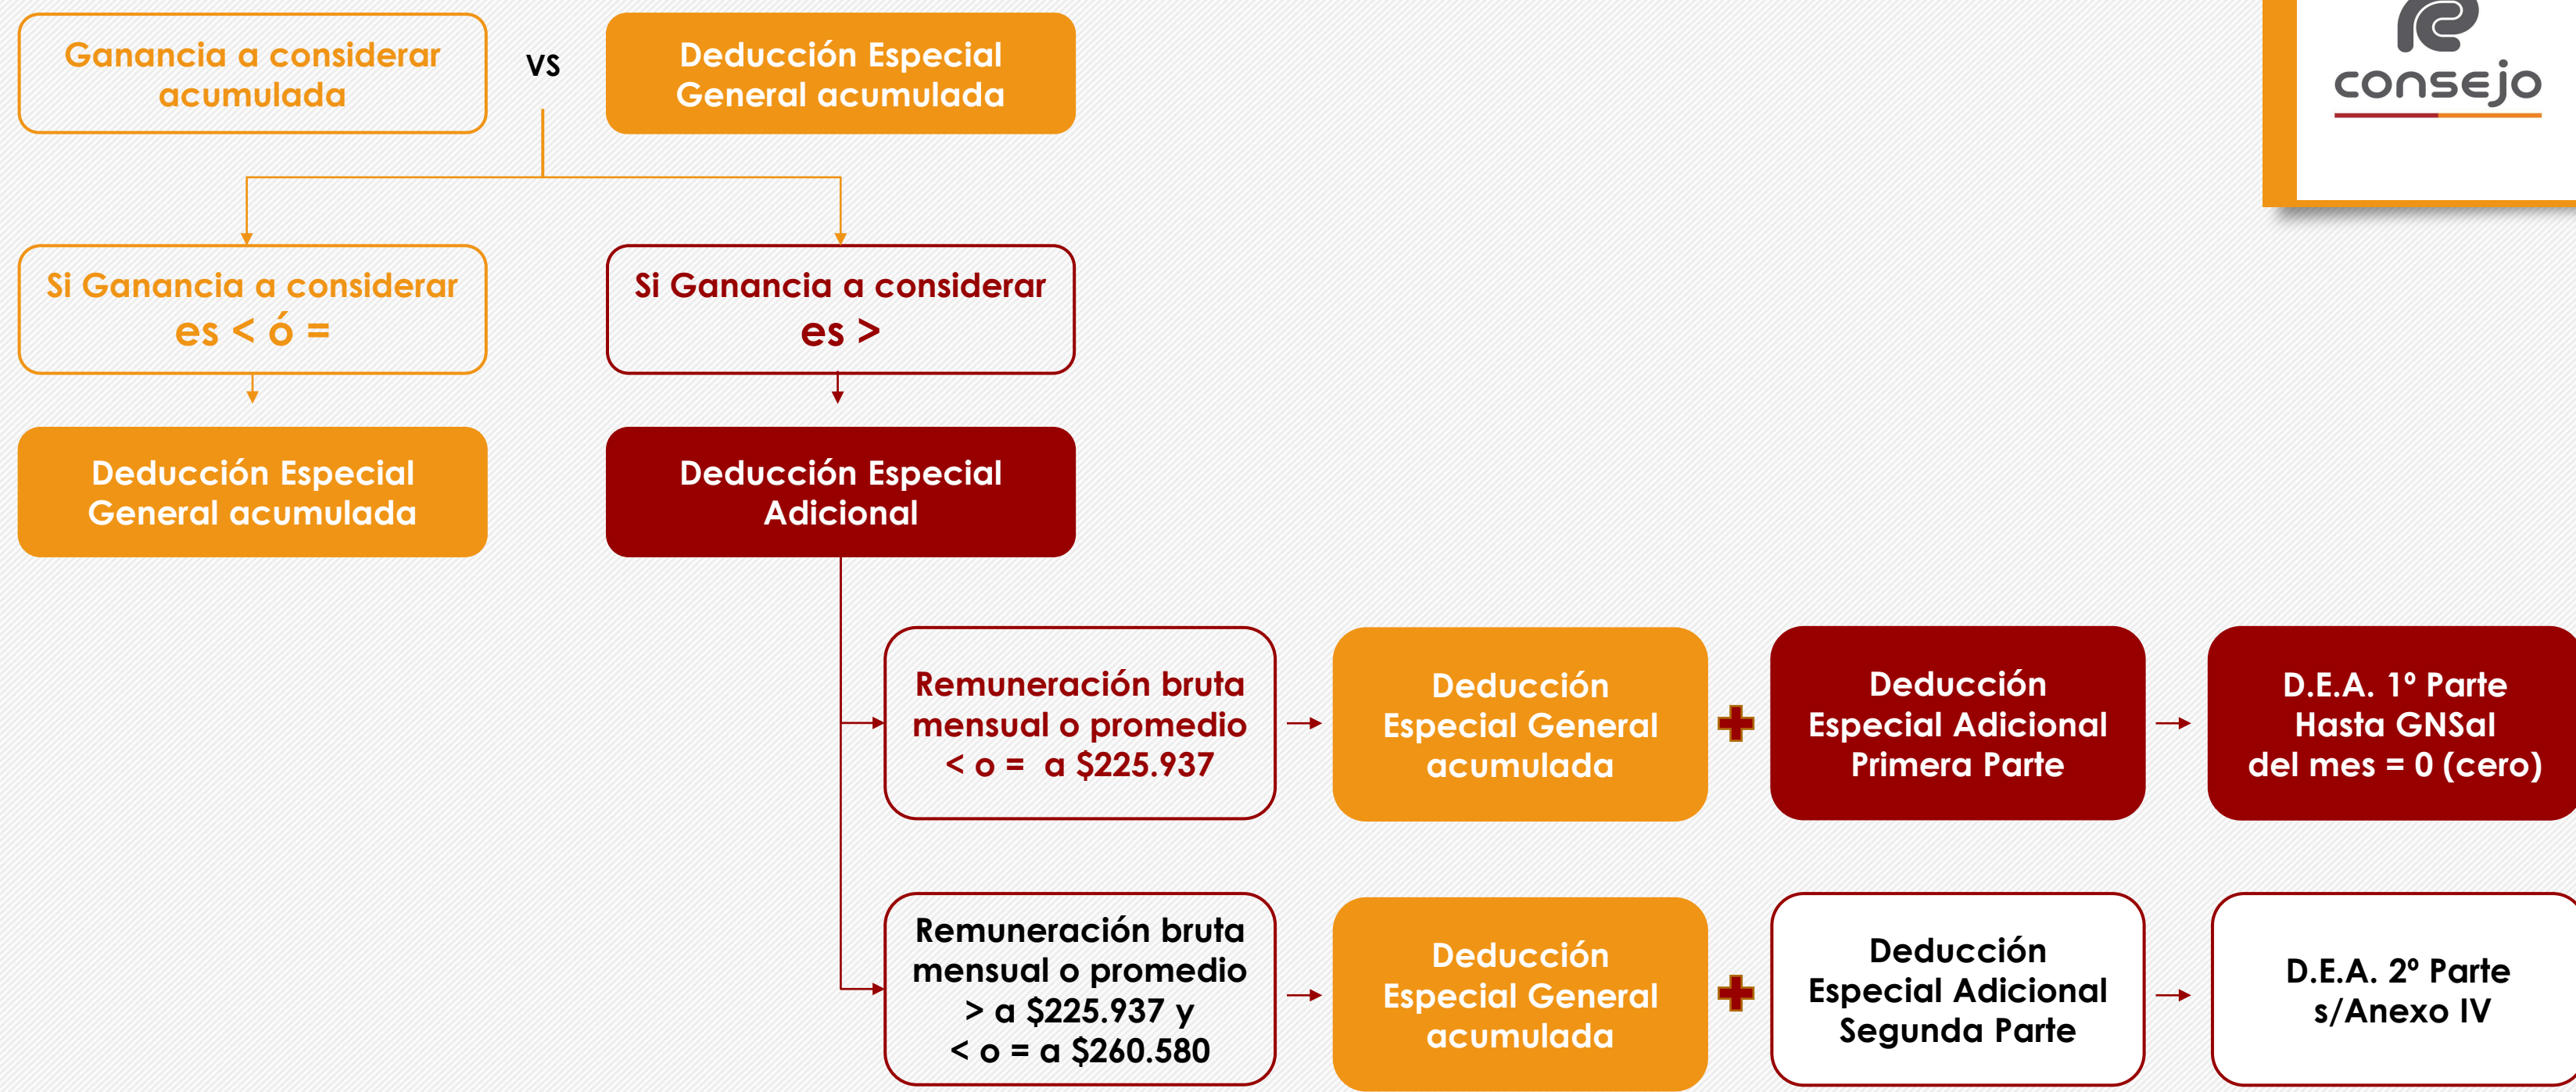 Ganancia a considerar
acumulada
VS
Deducción Especial
General acumulada
consejo
Si Ganancia a considerar
es < ó =
Si Ganancia a considerar
es >
Deducción Especial
General acumulada
Deducción Especial
Adicional
Remuneración bruta
mensual o promedio
< o = a $225.937
Deducción
Especial General
acumulada
Deducción
Especial Adicional
Primera Parte
D.E.A. 1º Parte
Hasta GNSal
del mes = 0 (cero)
Remuneración bruta
mensual o promedio
> a $225.937 y
< o = a $260.580
Deducción
Especial General
acumulada
Deducción
Especial Adicional
Segunda Parte
D.E.A. 2º Parte
s/Anexo IV